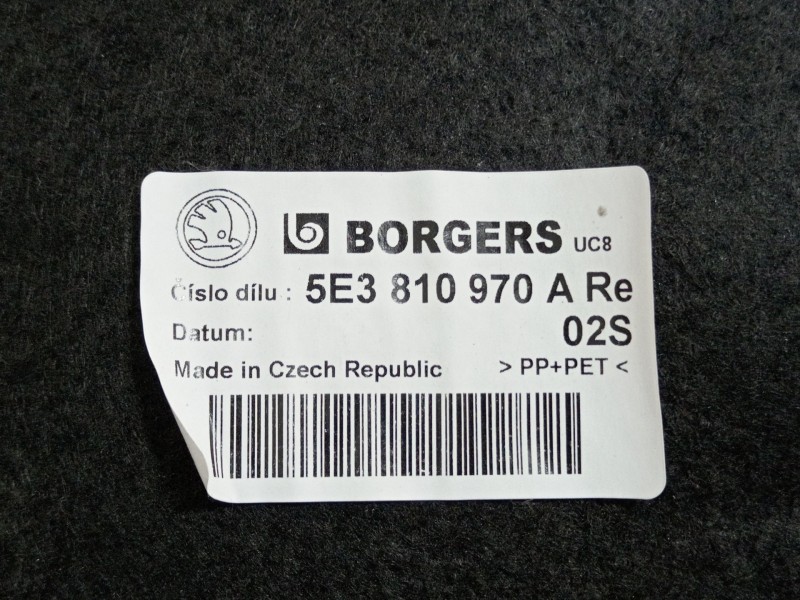 BORGERS UC8
Číslo dílu : 5E3 810 970 A Re
Datum: 02S
Made in Czech Republic > PP+PET <